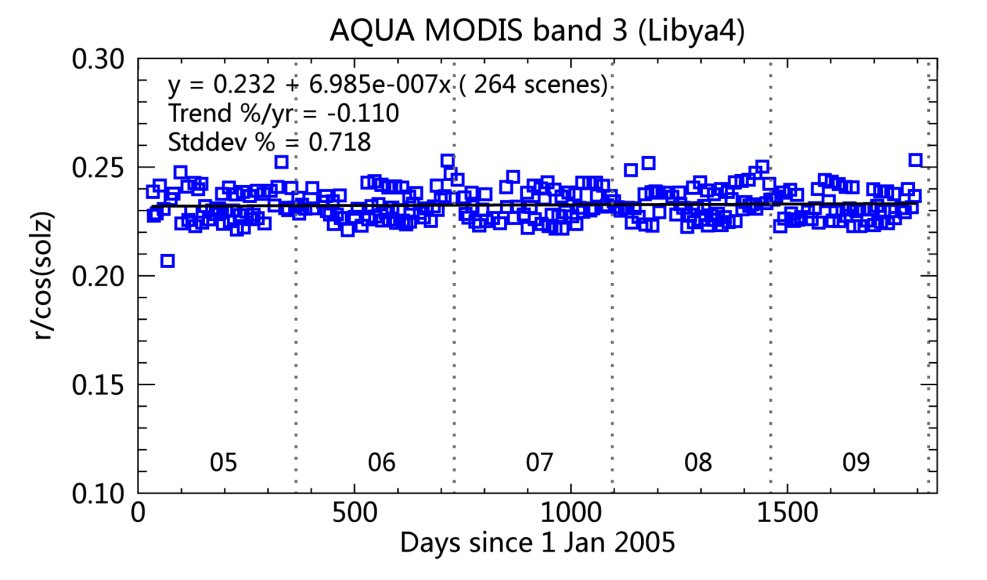 AQUA MODIS band 3 (Libya4)
0.30
y = 0.232 + 6.985e-007x ( 264 scenes)
Trend %/yr = -0.110
Stddev % = 0.718
0.25
0.20
r/cos(solz)
0.15
05 06 07 08 09
0.10
0 500 1000 1500
Days since 1 Jan 2005